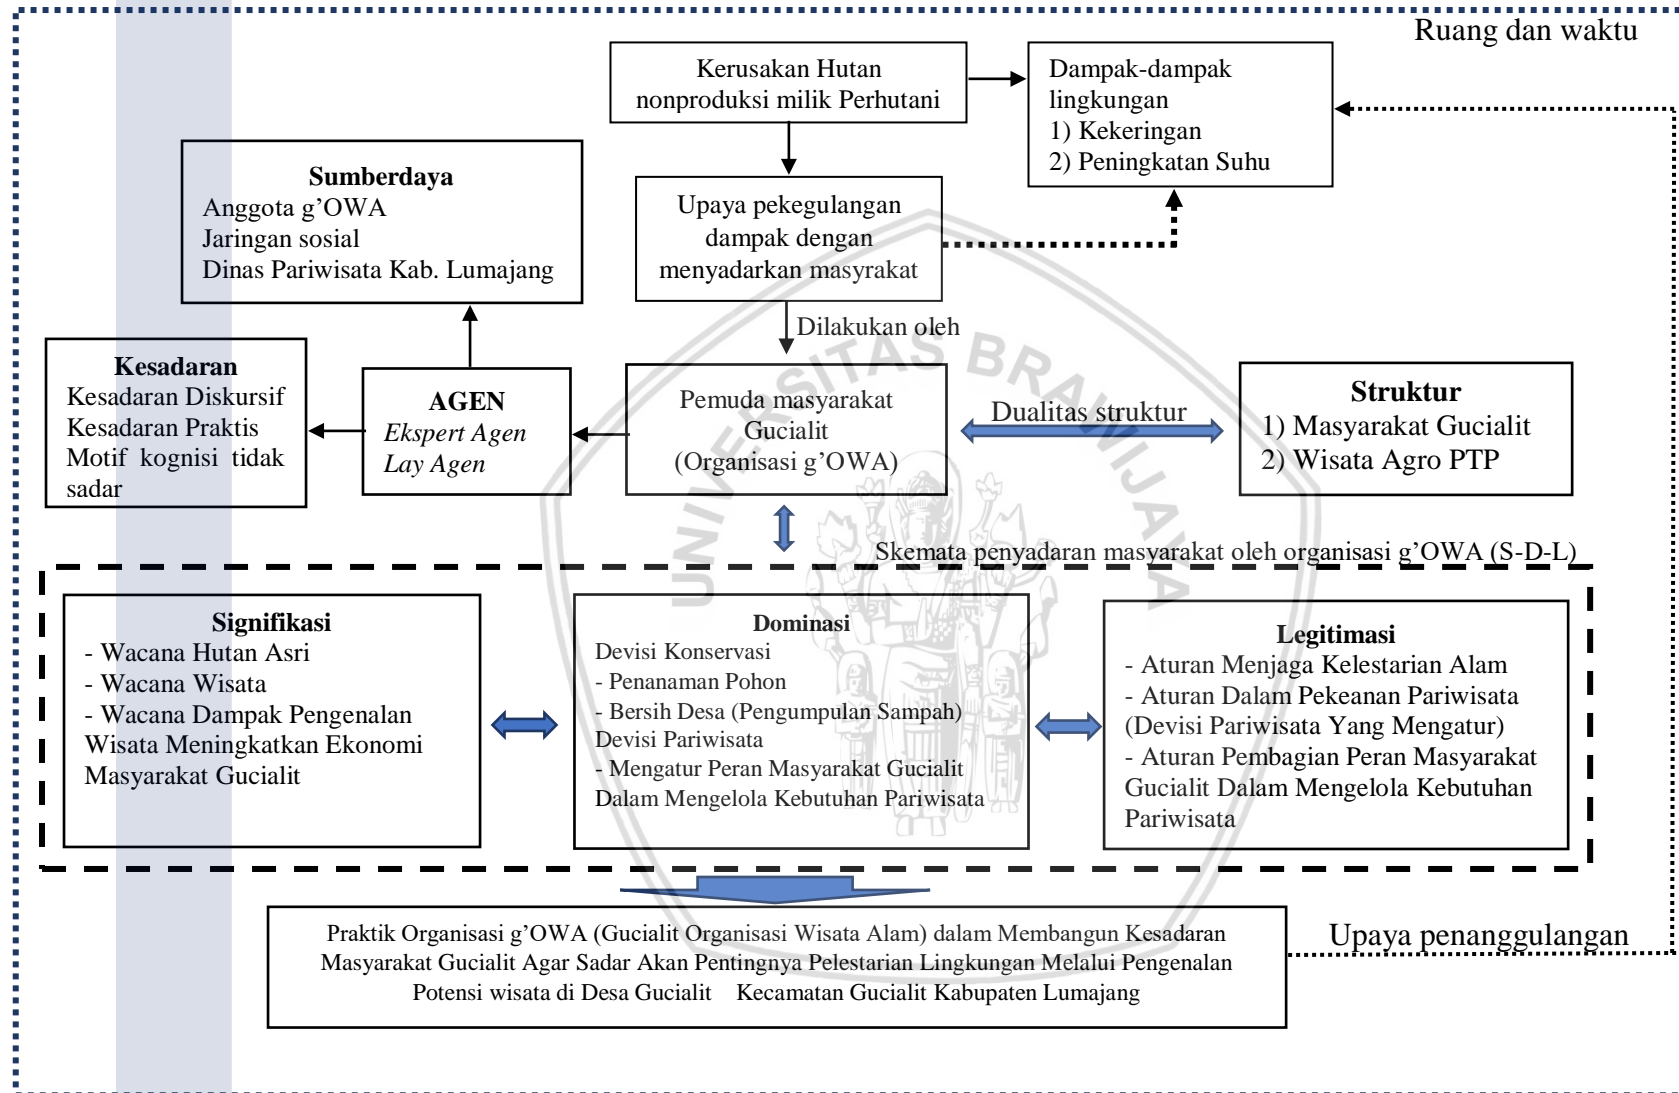 Ruang dan waktu
Kerusakan Hutan
nonproduksi milik Perhutani
Dampak-dampak
lingkungan
1) Kekeringan
2) Peningkatan Suhu
Sumberdaya
Anggota g’OWA
Jaringan sosial
Dinas Pariwisata Kab. Lumajang
Upaya pekegulangan
dampak dengan
menyadarkan masyrakat
Dilakukan oleh
Kesadaran
Kesadaran Diskursif
Kesadaran Praktis
Motif kognisi tidak
sadar
AGEN
Ekspert Agen
Lay Agen
Pemuda masyarakat
Gucialit
(Organisasi g’OWA)
Dualitas struktur
Struktur
1) Masyarakat Gucialit
2) Wisata Agro PTP
Skemata penyadaran masyarakat oleh organisasi g’OWA (S-D-L)
Signifikasi
- Wacana Hutan Asri
- Wacana Wisata
- Wacana Dampak Pengenalan
Wisata Meningkatkan Ekonomi
Masyarakat Gucialit
Dominasi
Devisi Konservasi
- Penanaman Pohon
- Bersih Desa (Pengumpulan Sampah)
Devisi Pariwisata
- Mengatur Peran Masyarakat Gucialit
Dalam Mengelola Kebutuhan Pariwisata
Legitimasi
- Aturan Menjaga Kelestarian Alam
- Aturan Dalam Pekeanan Pariwisata
(Devisi Pariwisata Yang Mengatur)
- Aturan Pembagian Peran Masyarakat
Gucialit Dalam Mengelola Kebutuhan
Pariwisata
Praktik Organisasi g’OWA (Gucialit Organisasi Wisata Alam) dalam Membangun Kesadaran
Masyarakat Gucialit Agar Sadar Akan Pentingnya Pelestarian Lingkungan Melalui Pengenalan
Potensi wisata di Desa Gucialit Kecamatan Gucialit Kabupaten Lumajang
Upaya penanggulangan
UNIVERSITAS BRAWIJAYA